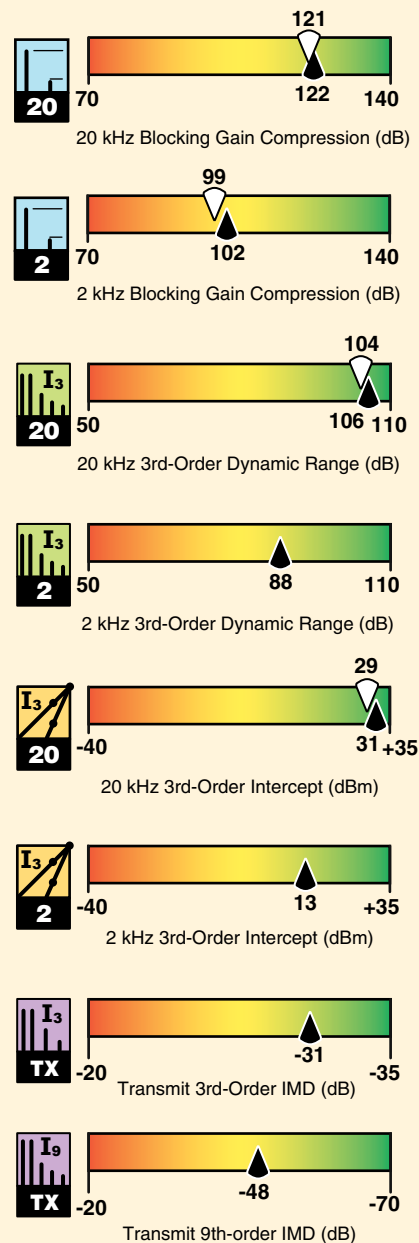 121
20
70
122
140
20 kHz Blocking Gain Compression (dB)
99
2
70
102
140
2 kHz Blocking Gain Compression (dB)
104
I3
20
50
106
110
20 kHz 3rd-Order Dynamic Range (dB)
I3
2
50
88
110
2 kHz 3rd-Order Dynamic Range (dB)
29
I3
20
-40
31
+35
20 kHz 3rd-Order Intercept (dBm)
I3
2
-40
13
+35
2 kHz 3rd-Order Intercept (dBm)
I3
TX
-20
-31
-35
Transmit 3rd-Order IMD (dB)
I9
TX
-20
-48
-70
Transmit 9th-order IMD (dB)